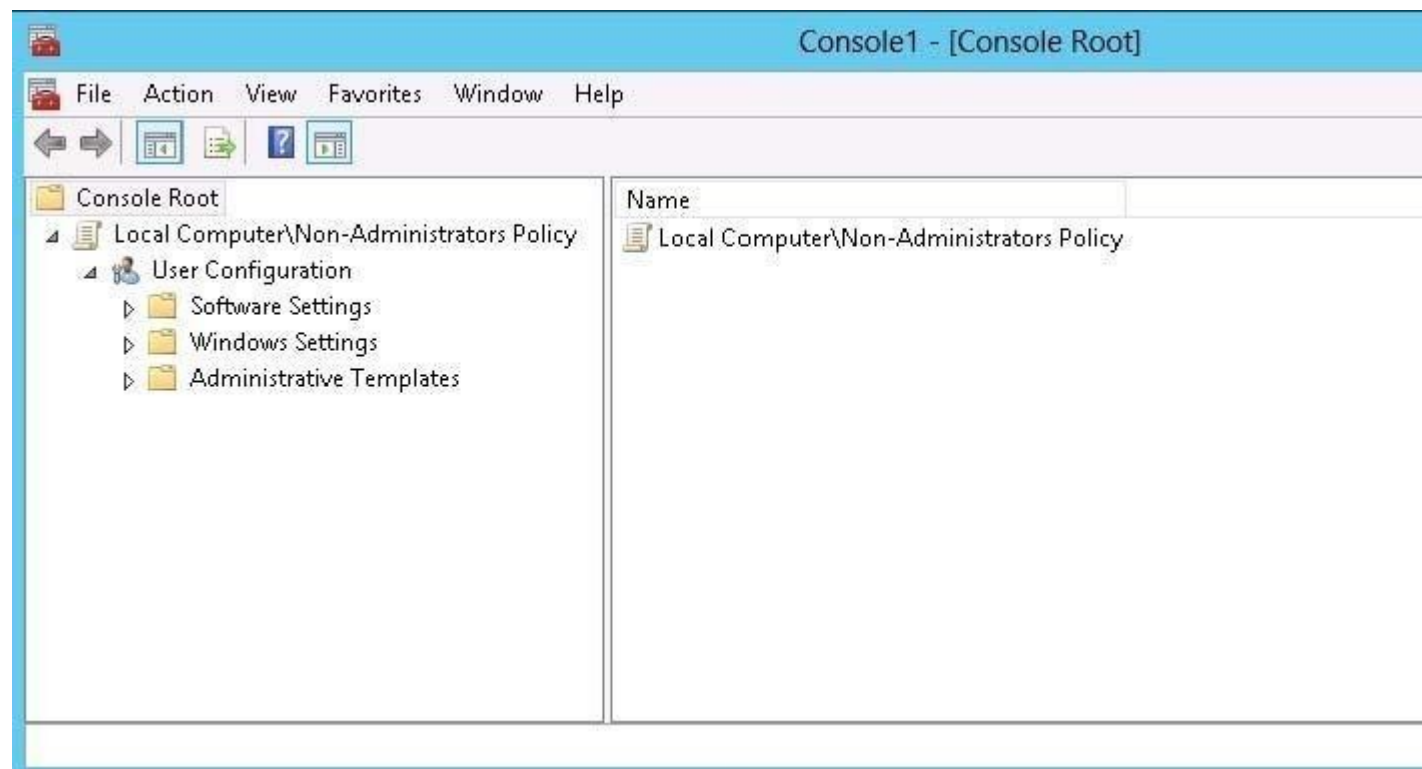 Console1 - [Console Root]
File Action View Favorites Window Help
Console Root
Local Computer\Non-Administrators Policy
User Configuration
Software Settings
Windows Settings
Administrative Templates
Name
Local Computer\Non-Administrators Policy